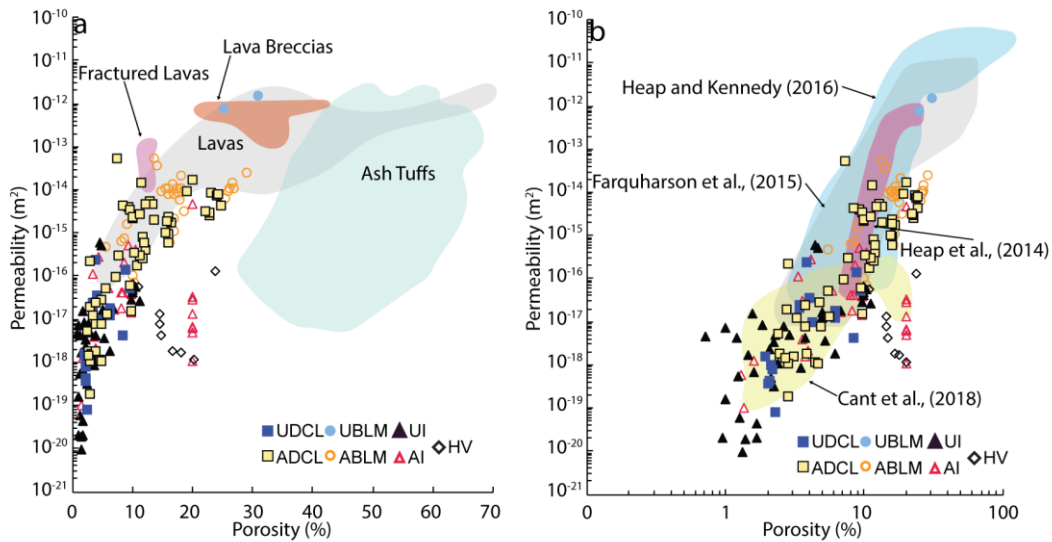 a
Permeability (m⁻²)
10⁻¹⁰
10⁻¹¹
10⁻¹²
10⁻¹³
10⁻¹⁴
10⁻¹⁵
10⁻¹⁶
10⁻¹⁷
10⁻¹⁸
10⁻¹⁹
10⁻²⁰
10⁻²¹
Lava Breccias
Fractured Lavas
Lavas
Ash Tuffs
UDCL UBLM UI HV
ADCL ABLM AI
0 10 20 30 40 50 60 70
Porosity (%)
b
Permeability (m⁻²)
10⁻¹⁰
10⁻¹¹
10⁻¹²
10⁻¹³
10⁻¹⁴
10⁻¹⁵
10⁻¹⁶
10⁻¹⁷
10⁻¹⁸
10⁻¹⁹
10⁻²⁰
10⁻²¹
Heap and Kennedy (2016)
Farquharson et al., (2015)
Heap et al., (2014)
Cant et al., (2018)
UDCL UBLM UI HV
ADCL ABLM AI
0 1 10 100
Porosity (%)